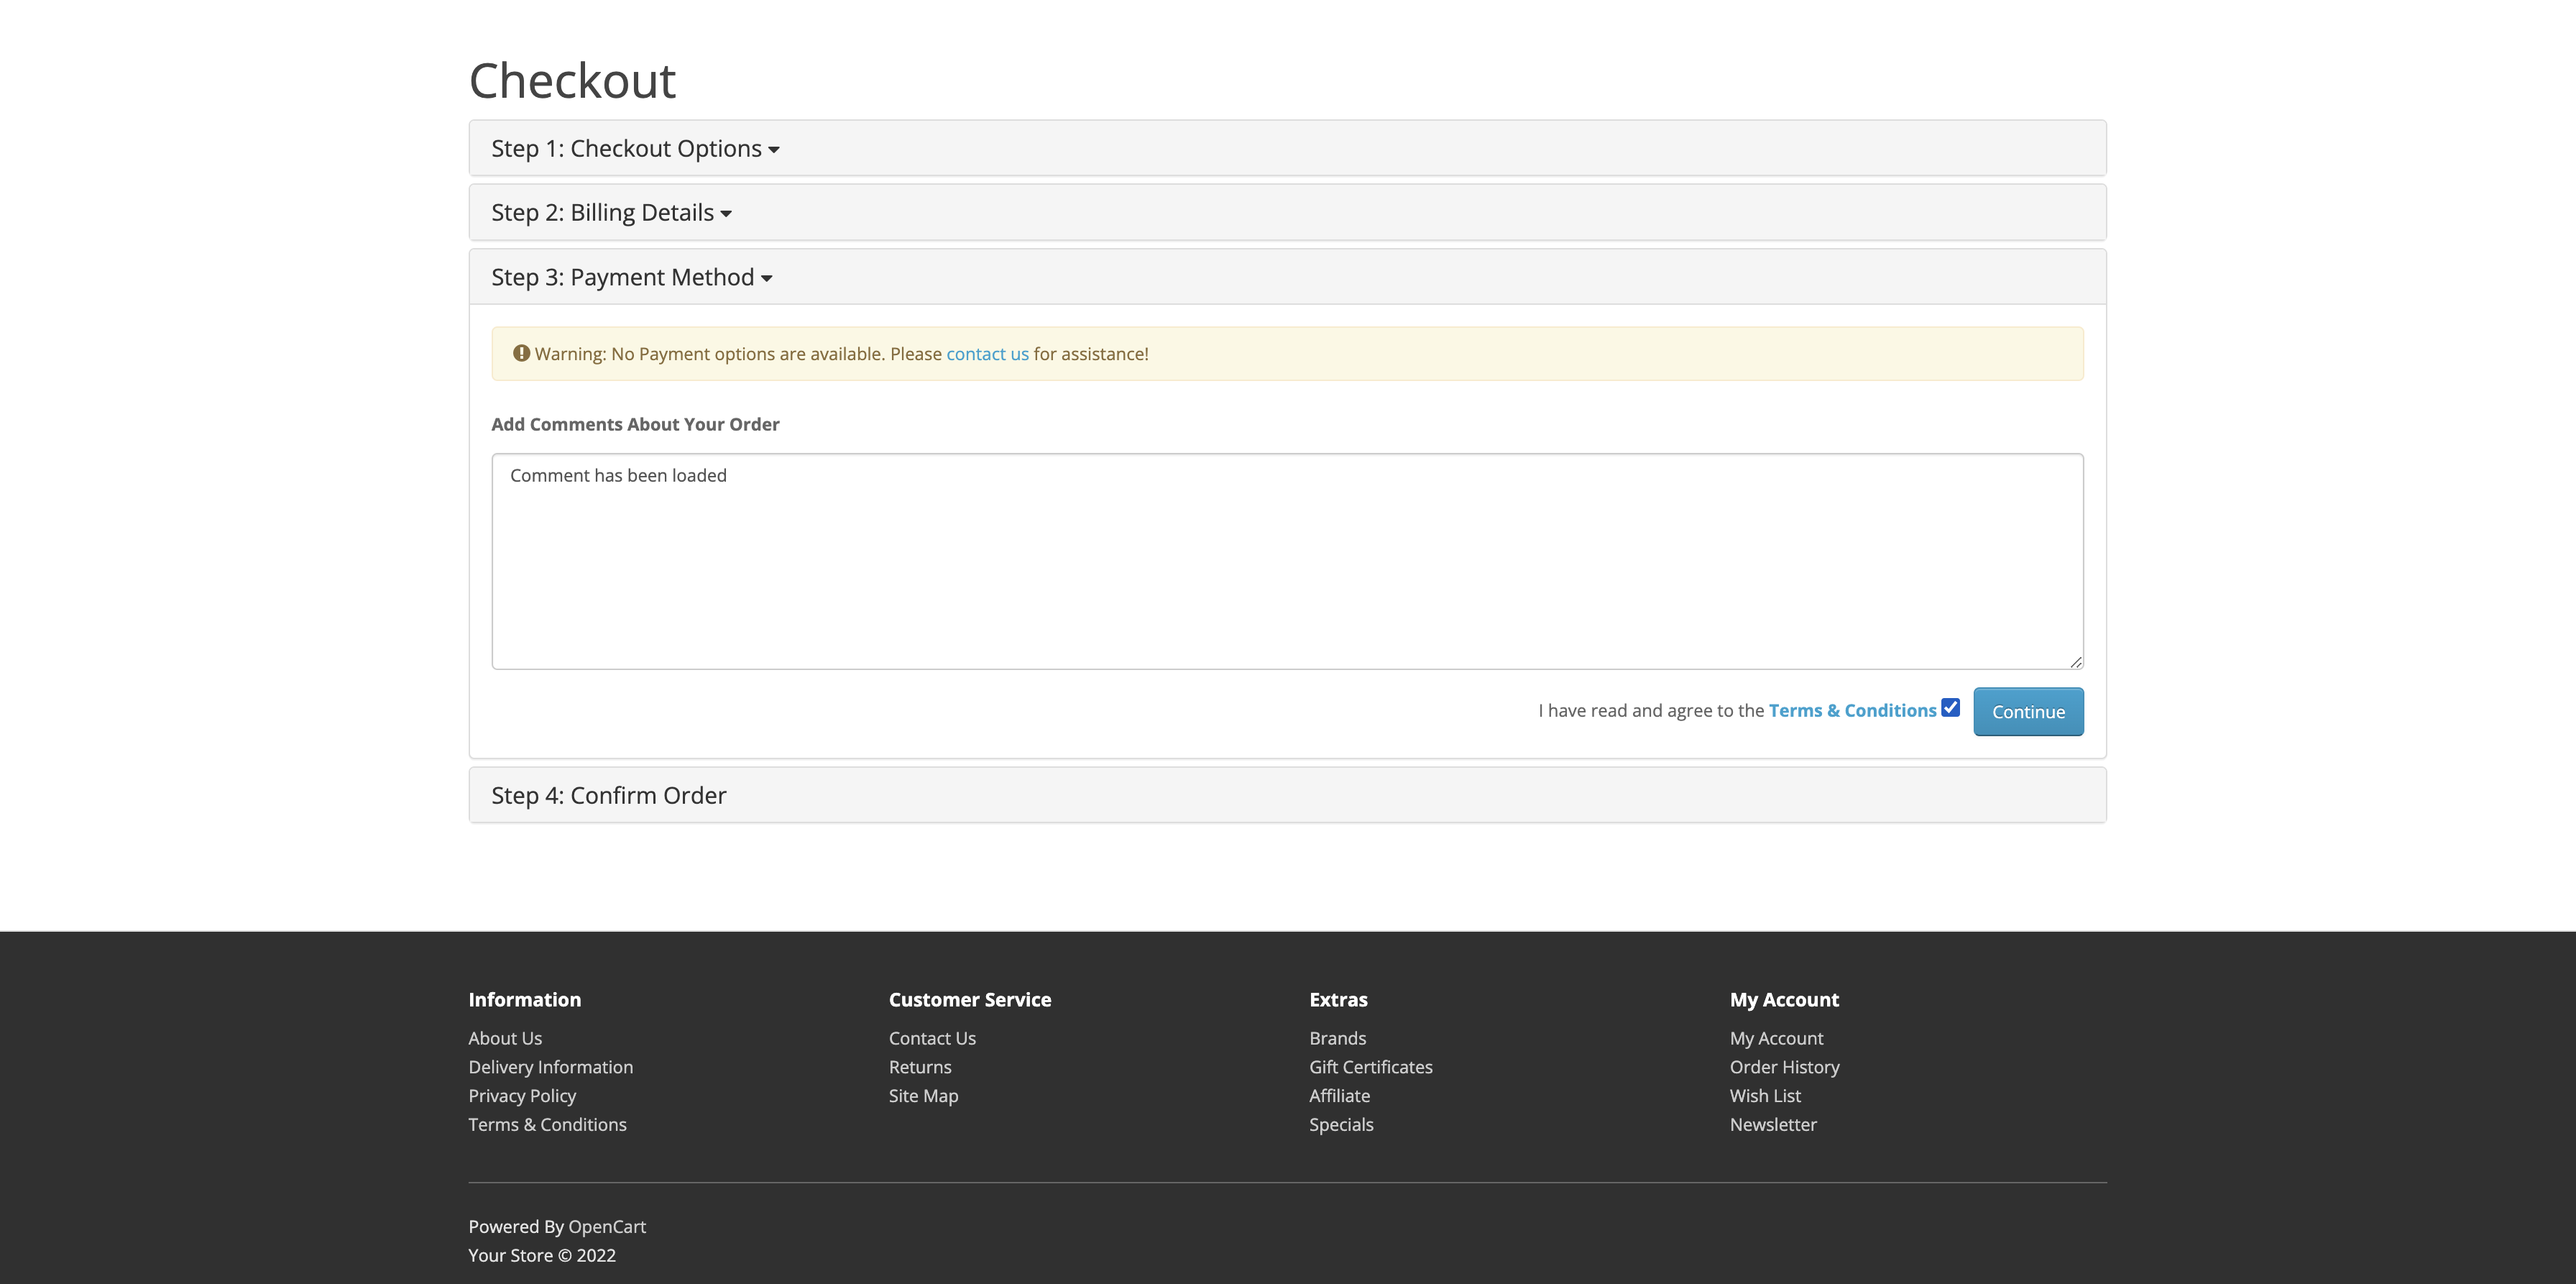 Checkout
Step 1: Checkout Options
Step 2: Billing Details
Step 3: Payment Method
Warning: No Payment options are available. Please contact us for assistance!
Add Comments About Your Order
Comment has been loaded
I have read and agree to the Terms & Conditions
Continue
Step 4: Confirm Order
Information
About Us
Delivery Information
Privacy Policy
Terms & Conditions
Customer Service
Contact Us
Returns
Site Map
Extras
Brands
Gift Certificates
Affiliate
Specials
My Account
My Account
Order History
Wish List
Newsletter
Powered By OpenCart
Your Store © 2022